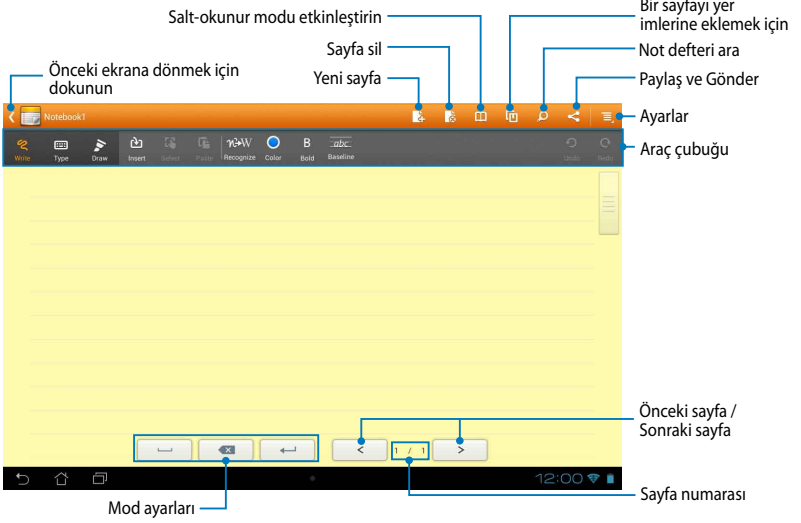 Bir sayfayı yer
imlerine eklemek için
Salt-okunur modu etkinleştirin
Sayfa sil
Not defteri ara
Önceki ekrana dönmek için
dokunun
Yeni sayfa
Paylaş ve Gönder
Notebook1
Ayarlar
Write Type Draw Insert Select Paste Recognize Color Bold Baseline Undo Redo
Araç çubuğu
Önceki sayfa /
Sonraki sayfa
< 1 / 1 >
12:00
Mod ayarları
Sayfa numarası